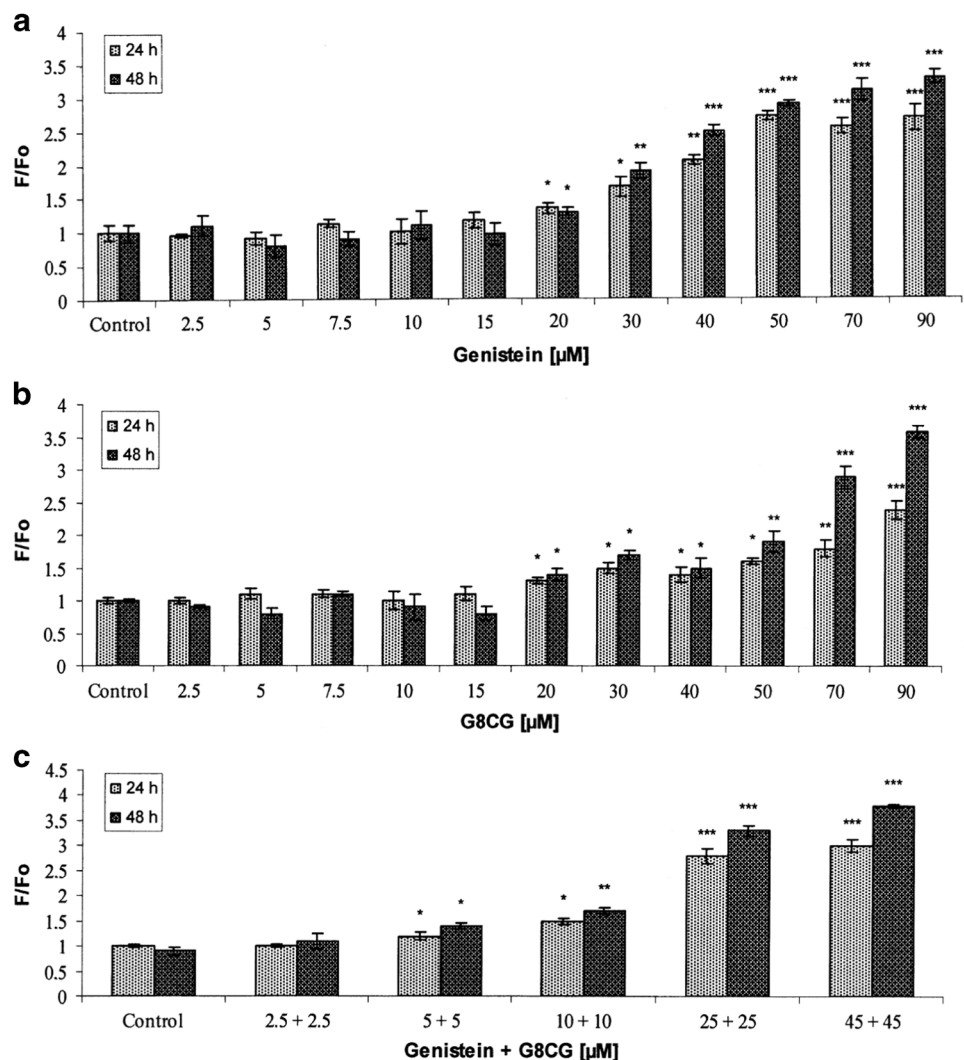 a
4
3.5
3
2.5
2
1.5
1
0.5
0
F/Fo
24 h
48 h
* * * ** ** *** *** *** *** *** *** ***
Control 2.5 5 7.5 10 15 20 30 40 50 70 90
Genistein [µM]
b
4
3.5
3
2.5
2
1.5
1
0.5
0
F/Fo
24 h
48 h
* * * * * * * ** ** *** *** ***
Control 2.5 5 7.5 10 15 20 30 40 50 70 90
G8CG [µM]
c
4.5
4
3.5
3
2.5
2
1.5
1
0.5
0
F/Fo
24 h
48 h
* * * ** *** *** *** ***
Control 2.5 + 2.5 5 + 5 10 + 10 25 + 25 45 + 45
Genistein + G8CG [µM]